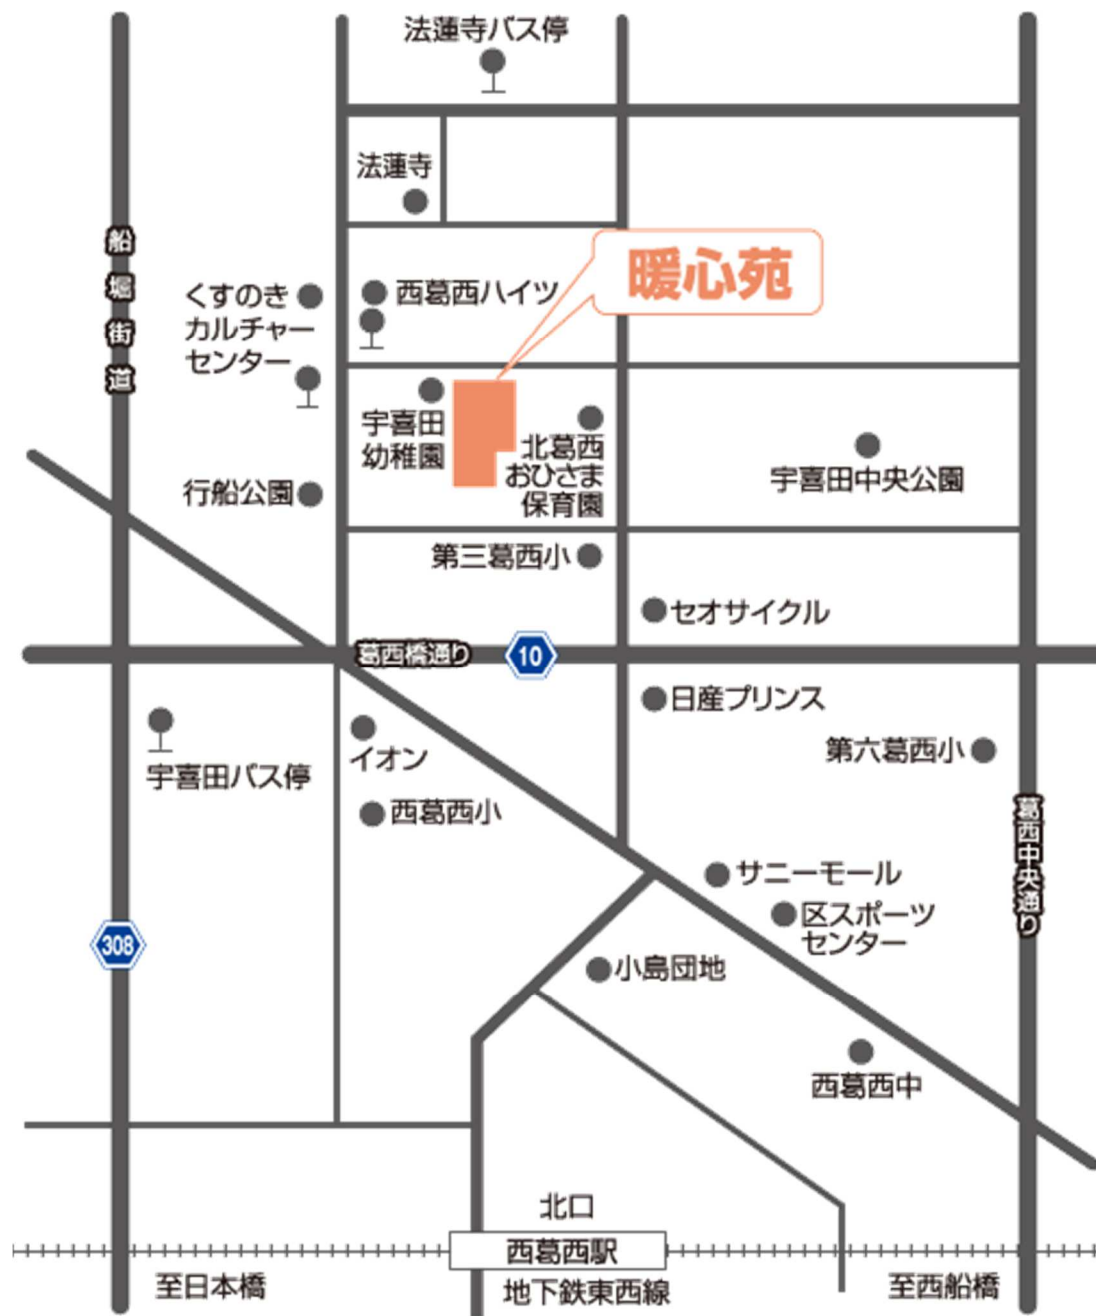 法蓮寺バス停
法蓮寺
暖心苑
船堀街道
くすのき
カルチャー
センター
西葛西ハイツ
宇喜田
幼稚園
北葛西
おひさま
保育園
宇喜田中央公園
行船公園
第三葛西小
セオサイクル
葛西橋通り
10
日産プリンス
宇喜田バス停
イオン
第六葛西小
西葛西小
葛西中央通り
サニーモール
区スポーツ
センター
308
小島団地
西葛西中
北口
西葛西駅
至日本橋
地下鉄東西線
至西船橋